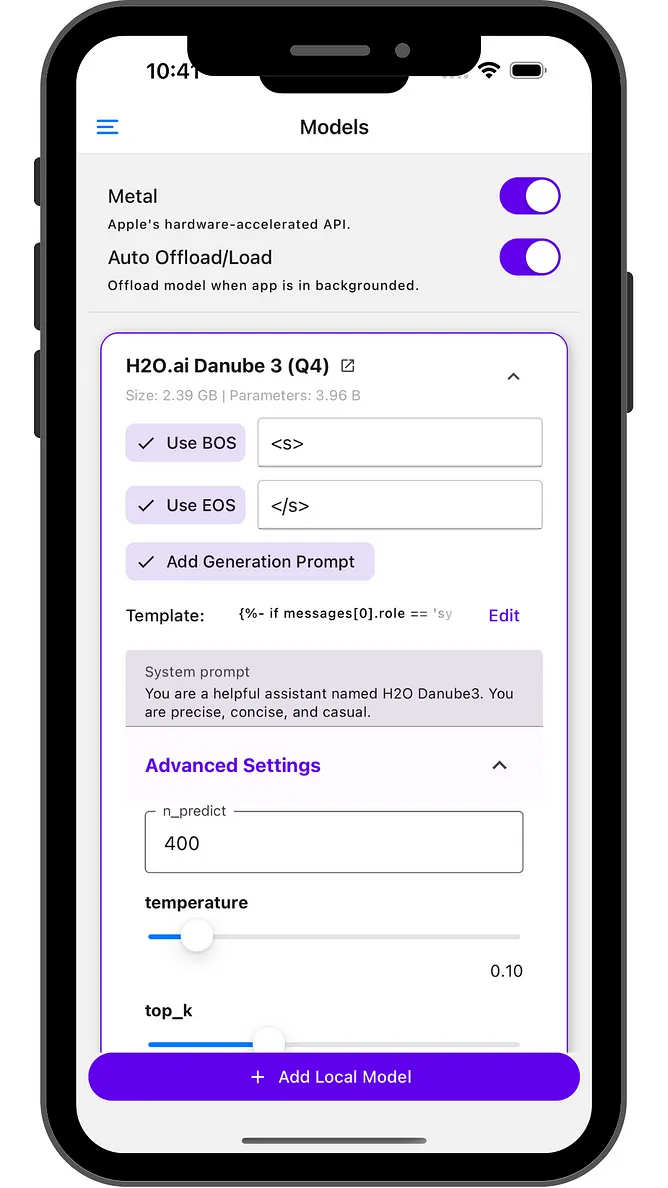 10:41
Models
Metal
Apple's hardware-accelerated API.
Auto Offload/Load
Offload model when app is in backgrounded.
H2O.ai Danube 3 (Q4)
Size: 2.39 GB | Parameters: 3.96 B
Use BOS <s>
Use EOS </s>
Add Generation Prompt
Template: {%- if messages[0].role == 'sy Edit
System prompt
You are a helpful assistant named H2O Danube3. You
are precise, concise, and casual.
Advanced Settings
n_predict
400
temperature
0.10
top_k
+ Add Local Model